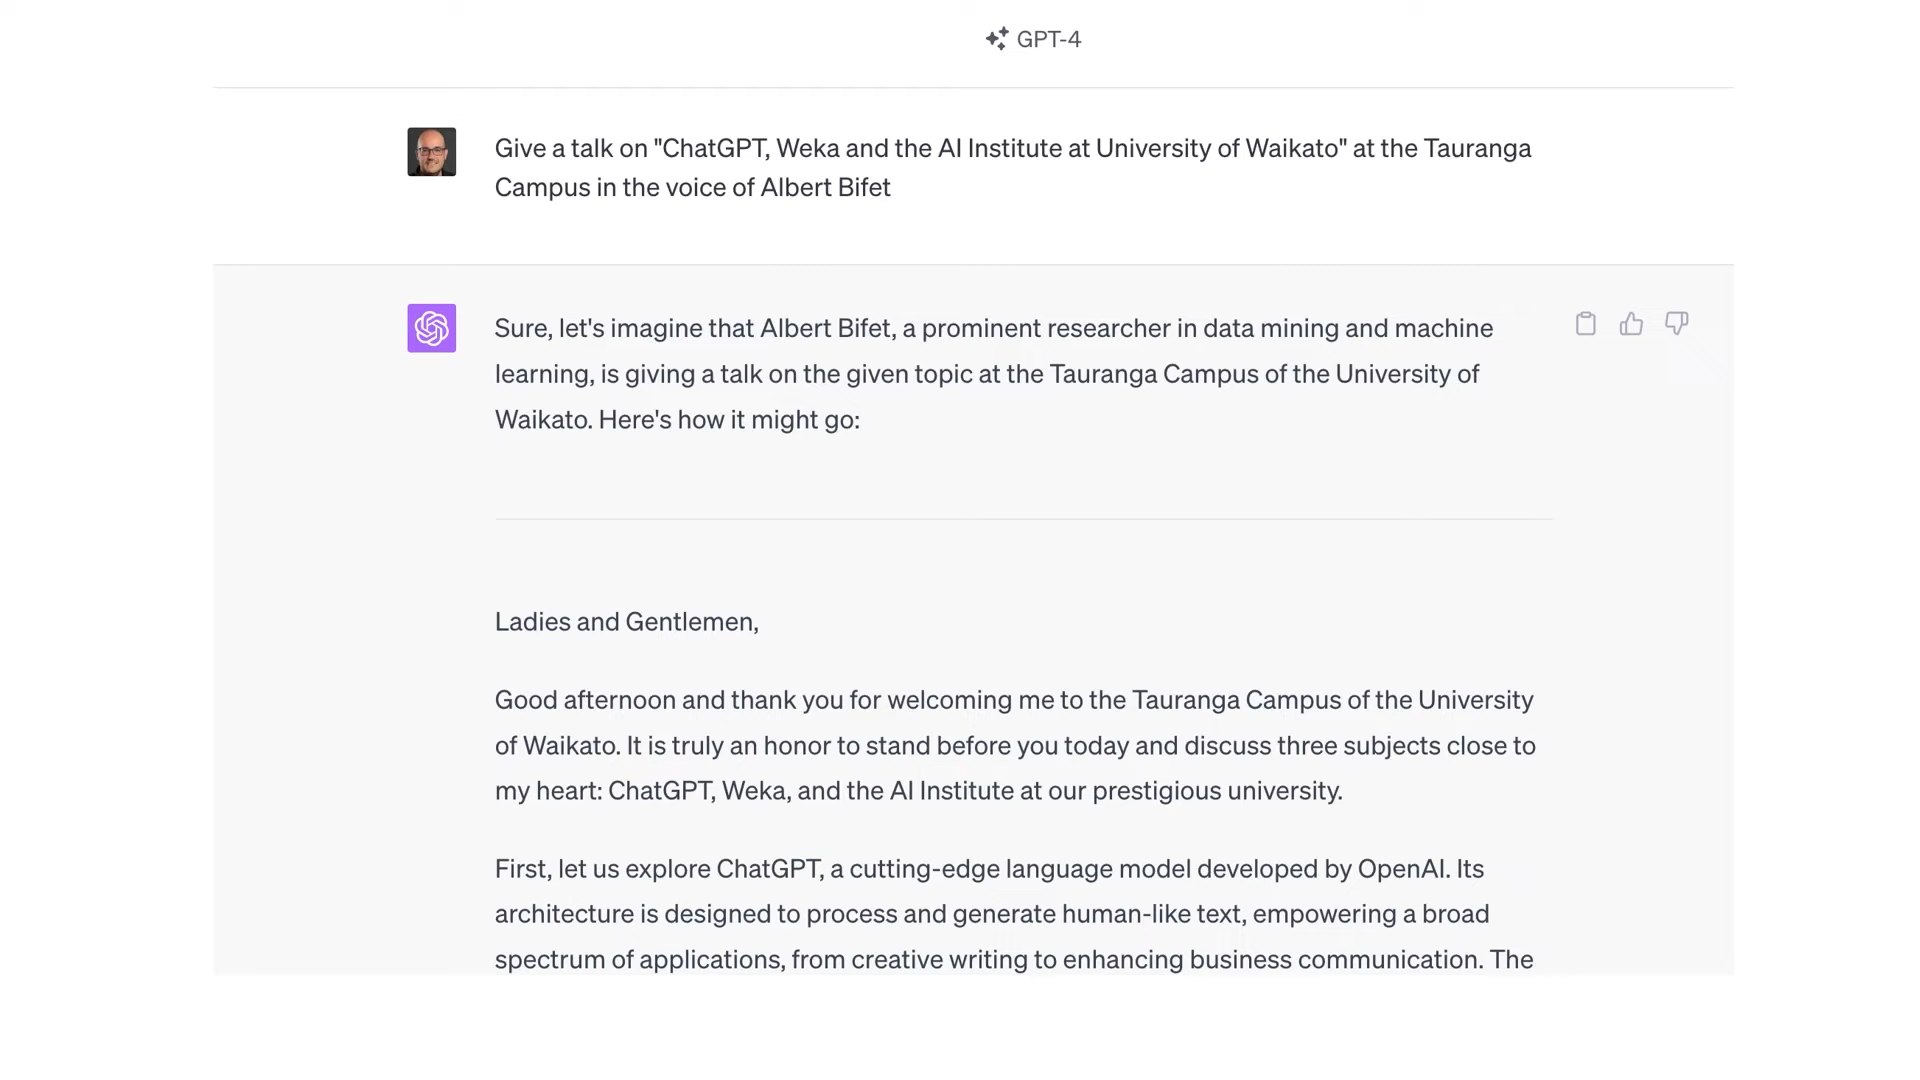 GPT-4
Give a talk on "ChatGPT, Weka and the AI Institute at University of Waikato" at the Tauranga
Campus in the voice of Albert Bifet
Sure, let's imagine that Albert Bifet, a prominent researcher in data mining and machine
learning, is giving a talk on the given topic at the Tauranga Campus of the University of
Waikato. Here's how it might go:
Ladies and Gentlemen,
Good afternoon and thank you for welcoming me to the Tauranga Campus of the University
of Waikato. It is truly an honor to stand before you today and discuss three subjects close to
my heart: ChatGPT, Weka, and the AI Institute at our prestigious university.
First, let us explore ChatGPT, a cutting-edge language model developed by OpenAI. Its
architecture is designed to process and generate human-like text, empowering a broad
spectrum of applications, from creative writing to enhancing business communication. The